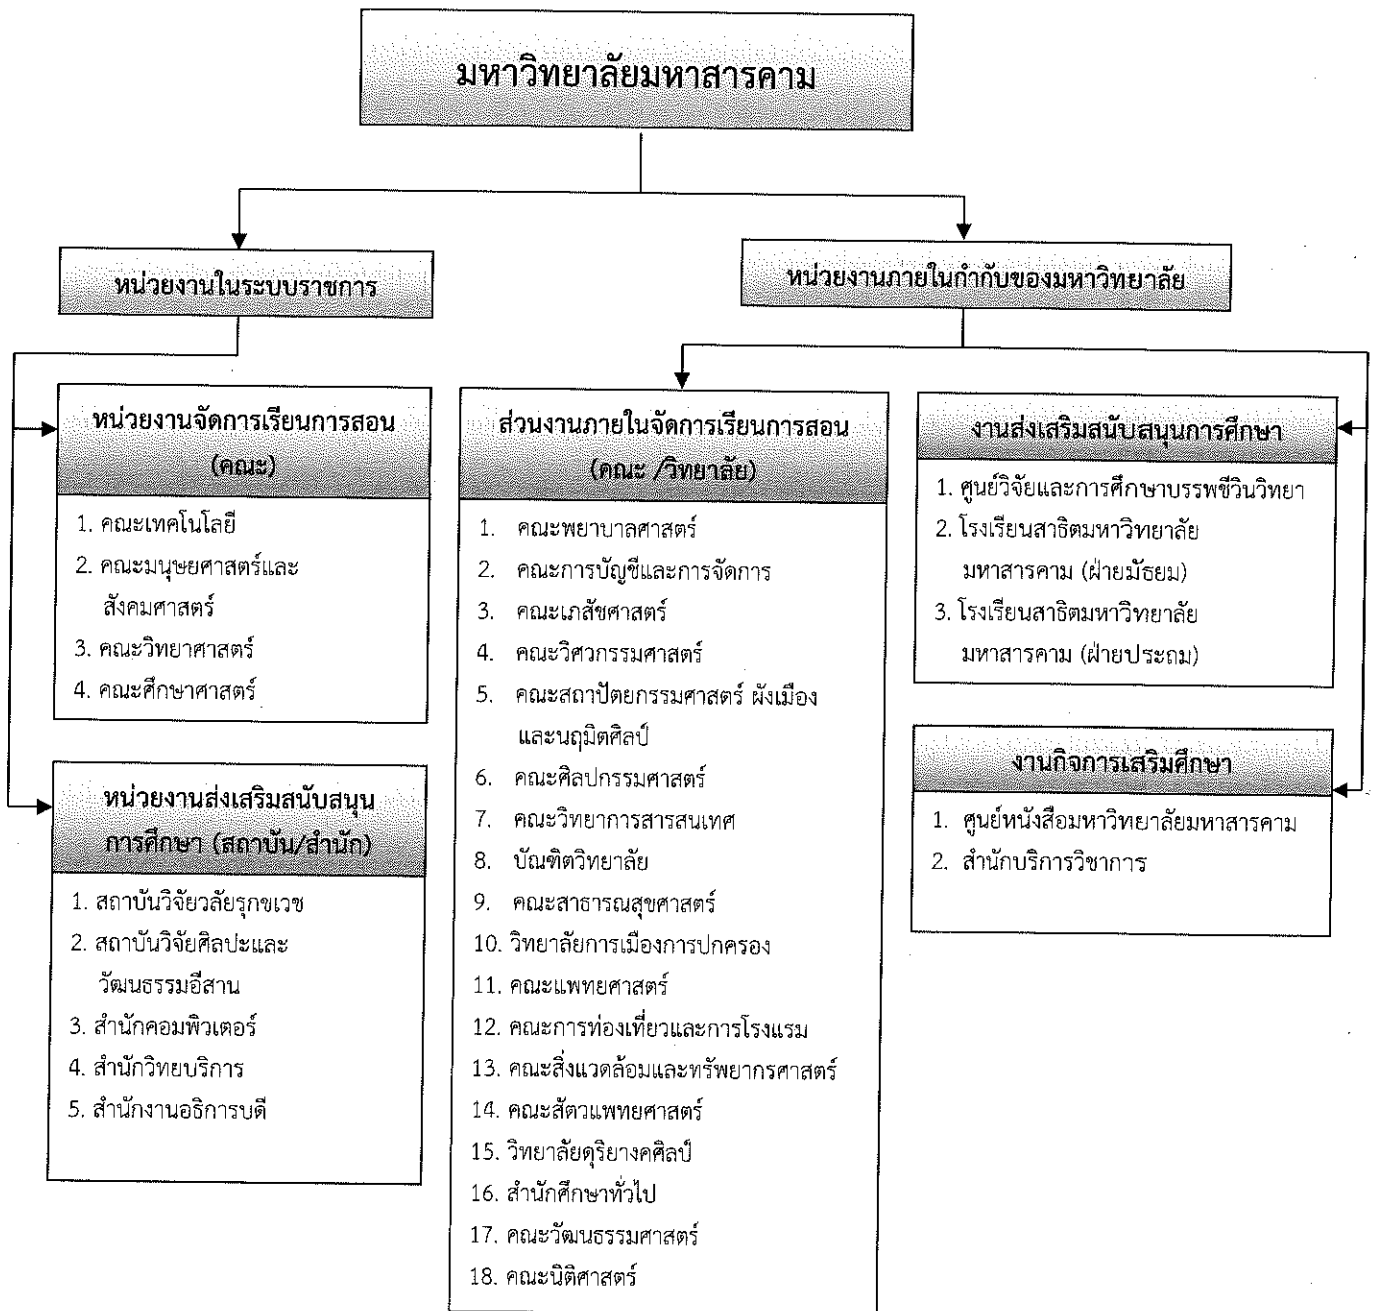 มหาวิทยาลัยมหาสารคาม
หน่วยงานในระบบราชการ
หน่วยงานภายในกำกับของมหาวิทยาลัย
หน่วยงานจัดการเรียนการสอน
(คณะ)
1. คณะเทคโนโลยี
2. คณะมนุษยศาสตร์และ
สังคมศาสตร์
3. คณะวิทยาศาสตร์
4. คณะศึกษาศาสตร์
หน่วยงานส่งเสริมสนับสนุน
การศึกษา (สถาบัน/สำนัก)
1. สถาบันวิจัยวลัยรุกขเวช
2. สถาบันวิจัยศิลปะและ
วัฒนธรรมอีสาน
3. สำนักคอมพิวเตอร์
4. สำนักวิทยบริการ
5. สำนักงานอธิการบดี
ส่วนงานภายในจัดการเรียนการสอน
(คณะ /วิทยาลัย)
1. คณะพยาบาลศาสตร์
2. คณะการบัญชีและการจัดการ
3. คณะเภสัชศาสตร์
4. คณะวิศวกรรมศาสตร์
5. คณะสถาปัตยกรรมศาสตร์ ผังเมือง
และนฤมิตศิลป์
6. คณะศิลปกรรมศาสตร์
7. คณะวิทยาการสารสนเทศ
8. บัณฑิตวิทยาลัย
9. คณะสาธารณสุขศาสตร์
10. วิทยาลัยการเมืองการปกครอง
11. คณะแพทยศาสตร์
12. คณะการท่องเที่ยวและการโรงแรม
13. คณะสิ่งแวดล้อมและทรัพยากรศาสตร์
14. คณะสัตวแพทยศาสตร์
15. วิทยาลัยดุริยางคศิลป์
16. สำนักศึกษาทั่วไป
17. คณะวัฒนธรรมศาสตร์
18. คณะนิติศาสตร์
งานส่งเสริมสนับสนุนการศึกษา
1. ศูนย์วิจัยและการศึกษาบรรพชีวินวิทยา
2. โรงเรียนสาธิตมหาวิทยาลัย
มหาสารคาม (ฝ่ายมัธยม)
3. โรงเรียนสาธิตมหาวิทยาลัย
มหาสารคาม (ฝ่ายประถม)
งานกิจการเสริมศึกษา
1. ศูนย์หนังสือมหาวิทยาลัยมหาสารคาม
2. สำนักบริการวิชาการ